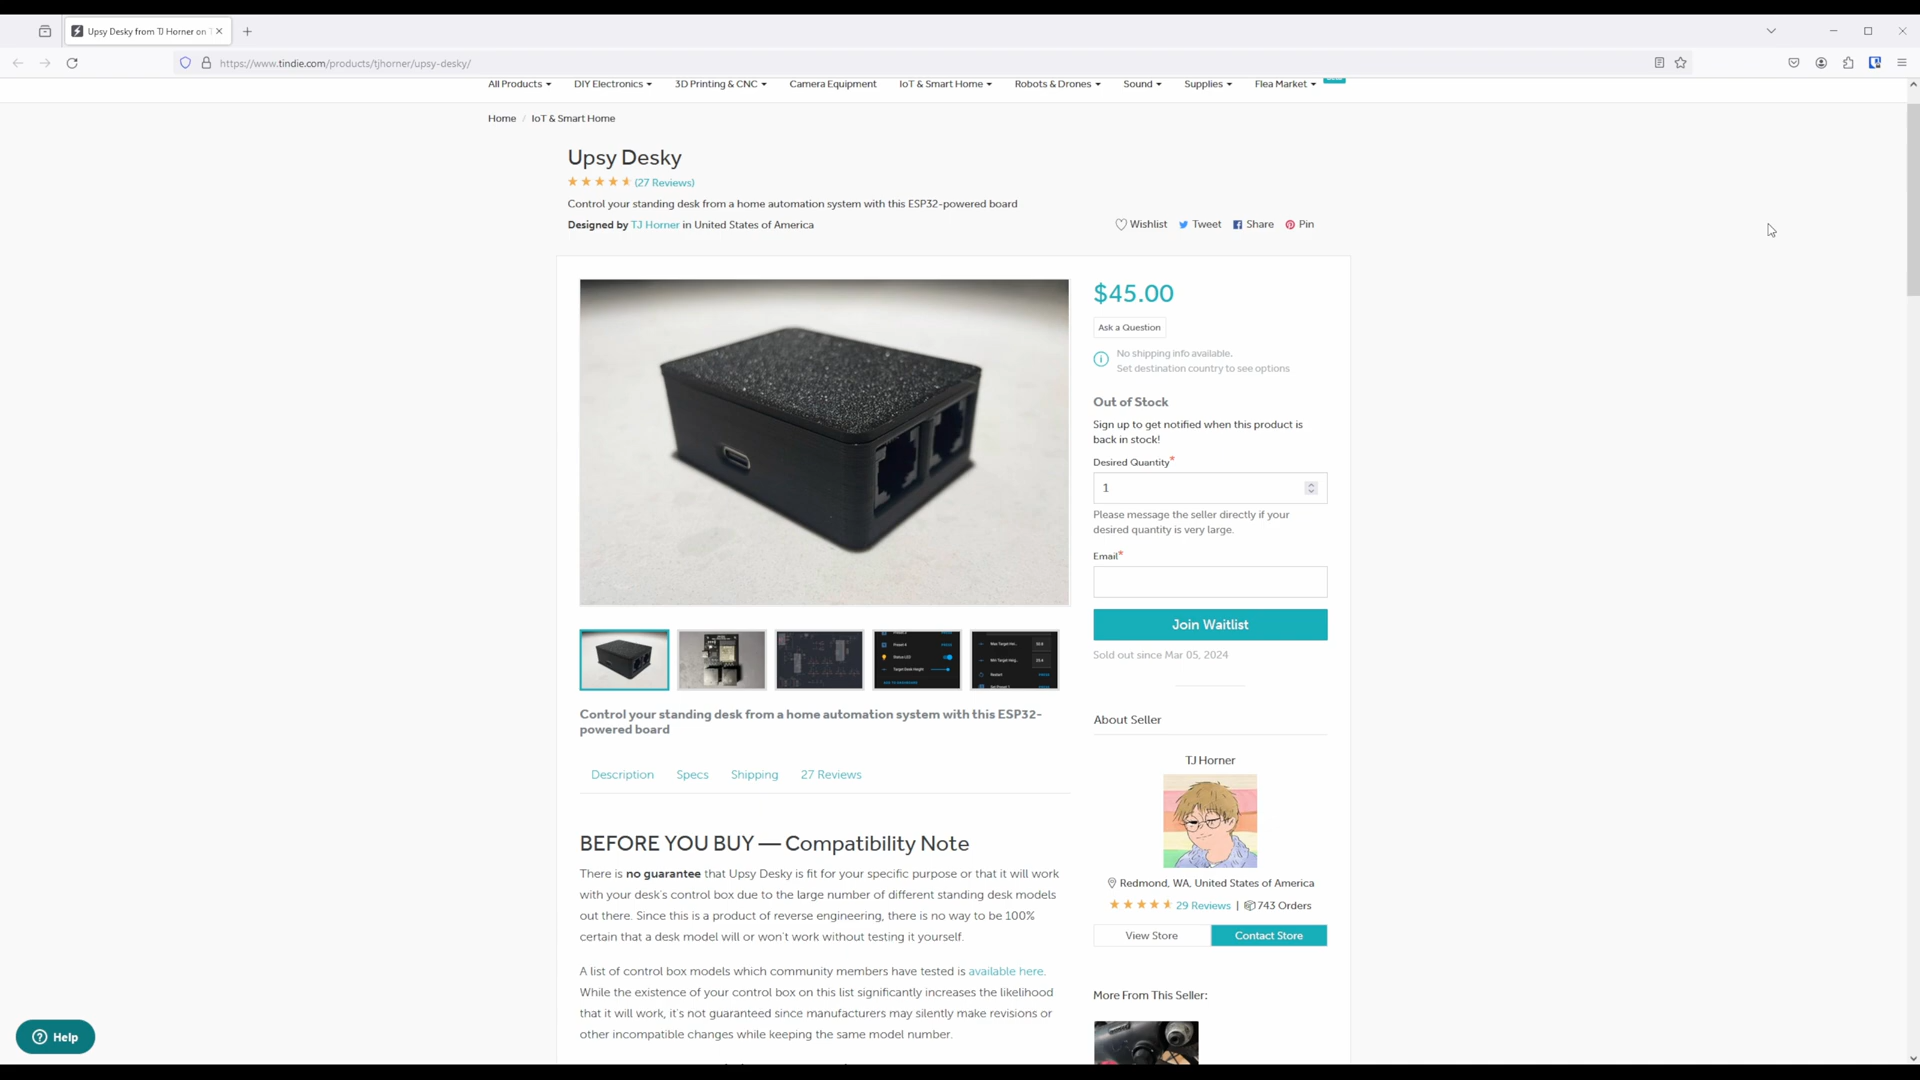 Upsy Desky from TJ Horner on T
https://www.tindie.com/products/tjhorner/upsy-desky/
All Products DIY Electronics 3D Printing & CNC Camera Equipment IoT & Smart Home Robots & Drones Sound Supplies Flea Market
Home / IoT & Smart Home
Upsy Desky
(27 Reviews)
Control your standing desk from a home automation system with this ESP32-powered board
Designed by TJ Horner in United States of America
Wishlist Tweet Share Pin
$45.00
Ask a Question
No shipping info available.
Set destination country to see options
Out of Stock
Sign up to get notified when this product is
back in stock!
Desired Quantity*
1
Please message the seller directly if your
desired quantity is very large.
Email*
Join Waitlist
Sold out since Mar 05, 2024
Control your standing desk from a home automation system with this ESP32-
powered board
Description Specs Shipping 27 Reviews
BEFORE YOU BUY — Compatibility Note
There is no guarantee that Upsy Desky is fit for your specific purpose or that it will work
with your desk's control box due to the large number of different standing desk models
out there. Since this is a product of reverse engineering, there is no way to be 100%
certain that a desk model will or won't work without testing it yourself.
A list of control box models which community members have tested is available here.
While the existence of your control box on this list significantly increases the likelihood
that it will work, it's not guaranteed since manufacturers may silently make revisions or
other incompatible changes while keeping the same model number.
About Seller
TJ Horner
Redmond, WA, United States of America
29 Reviews | 743 Orders
View Store Contact Store
More From This Seller:
Help